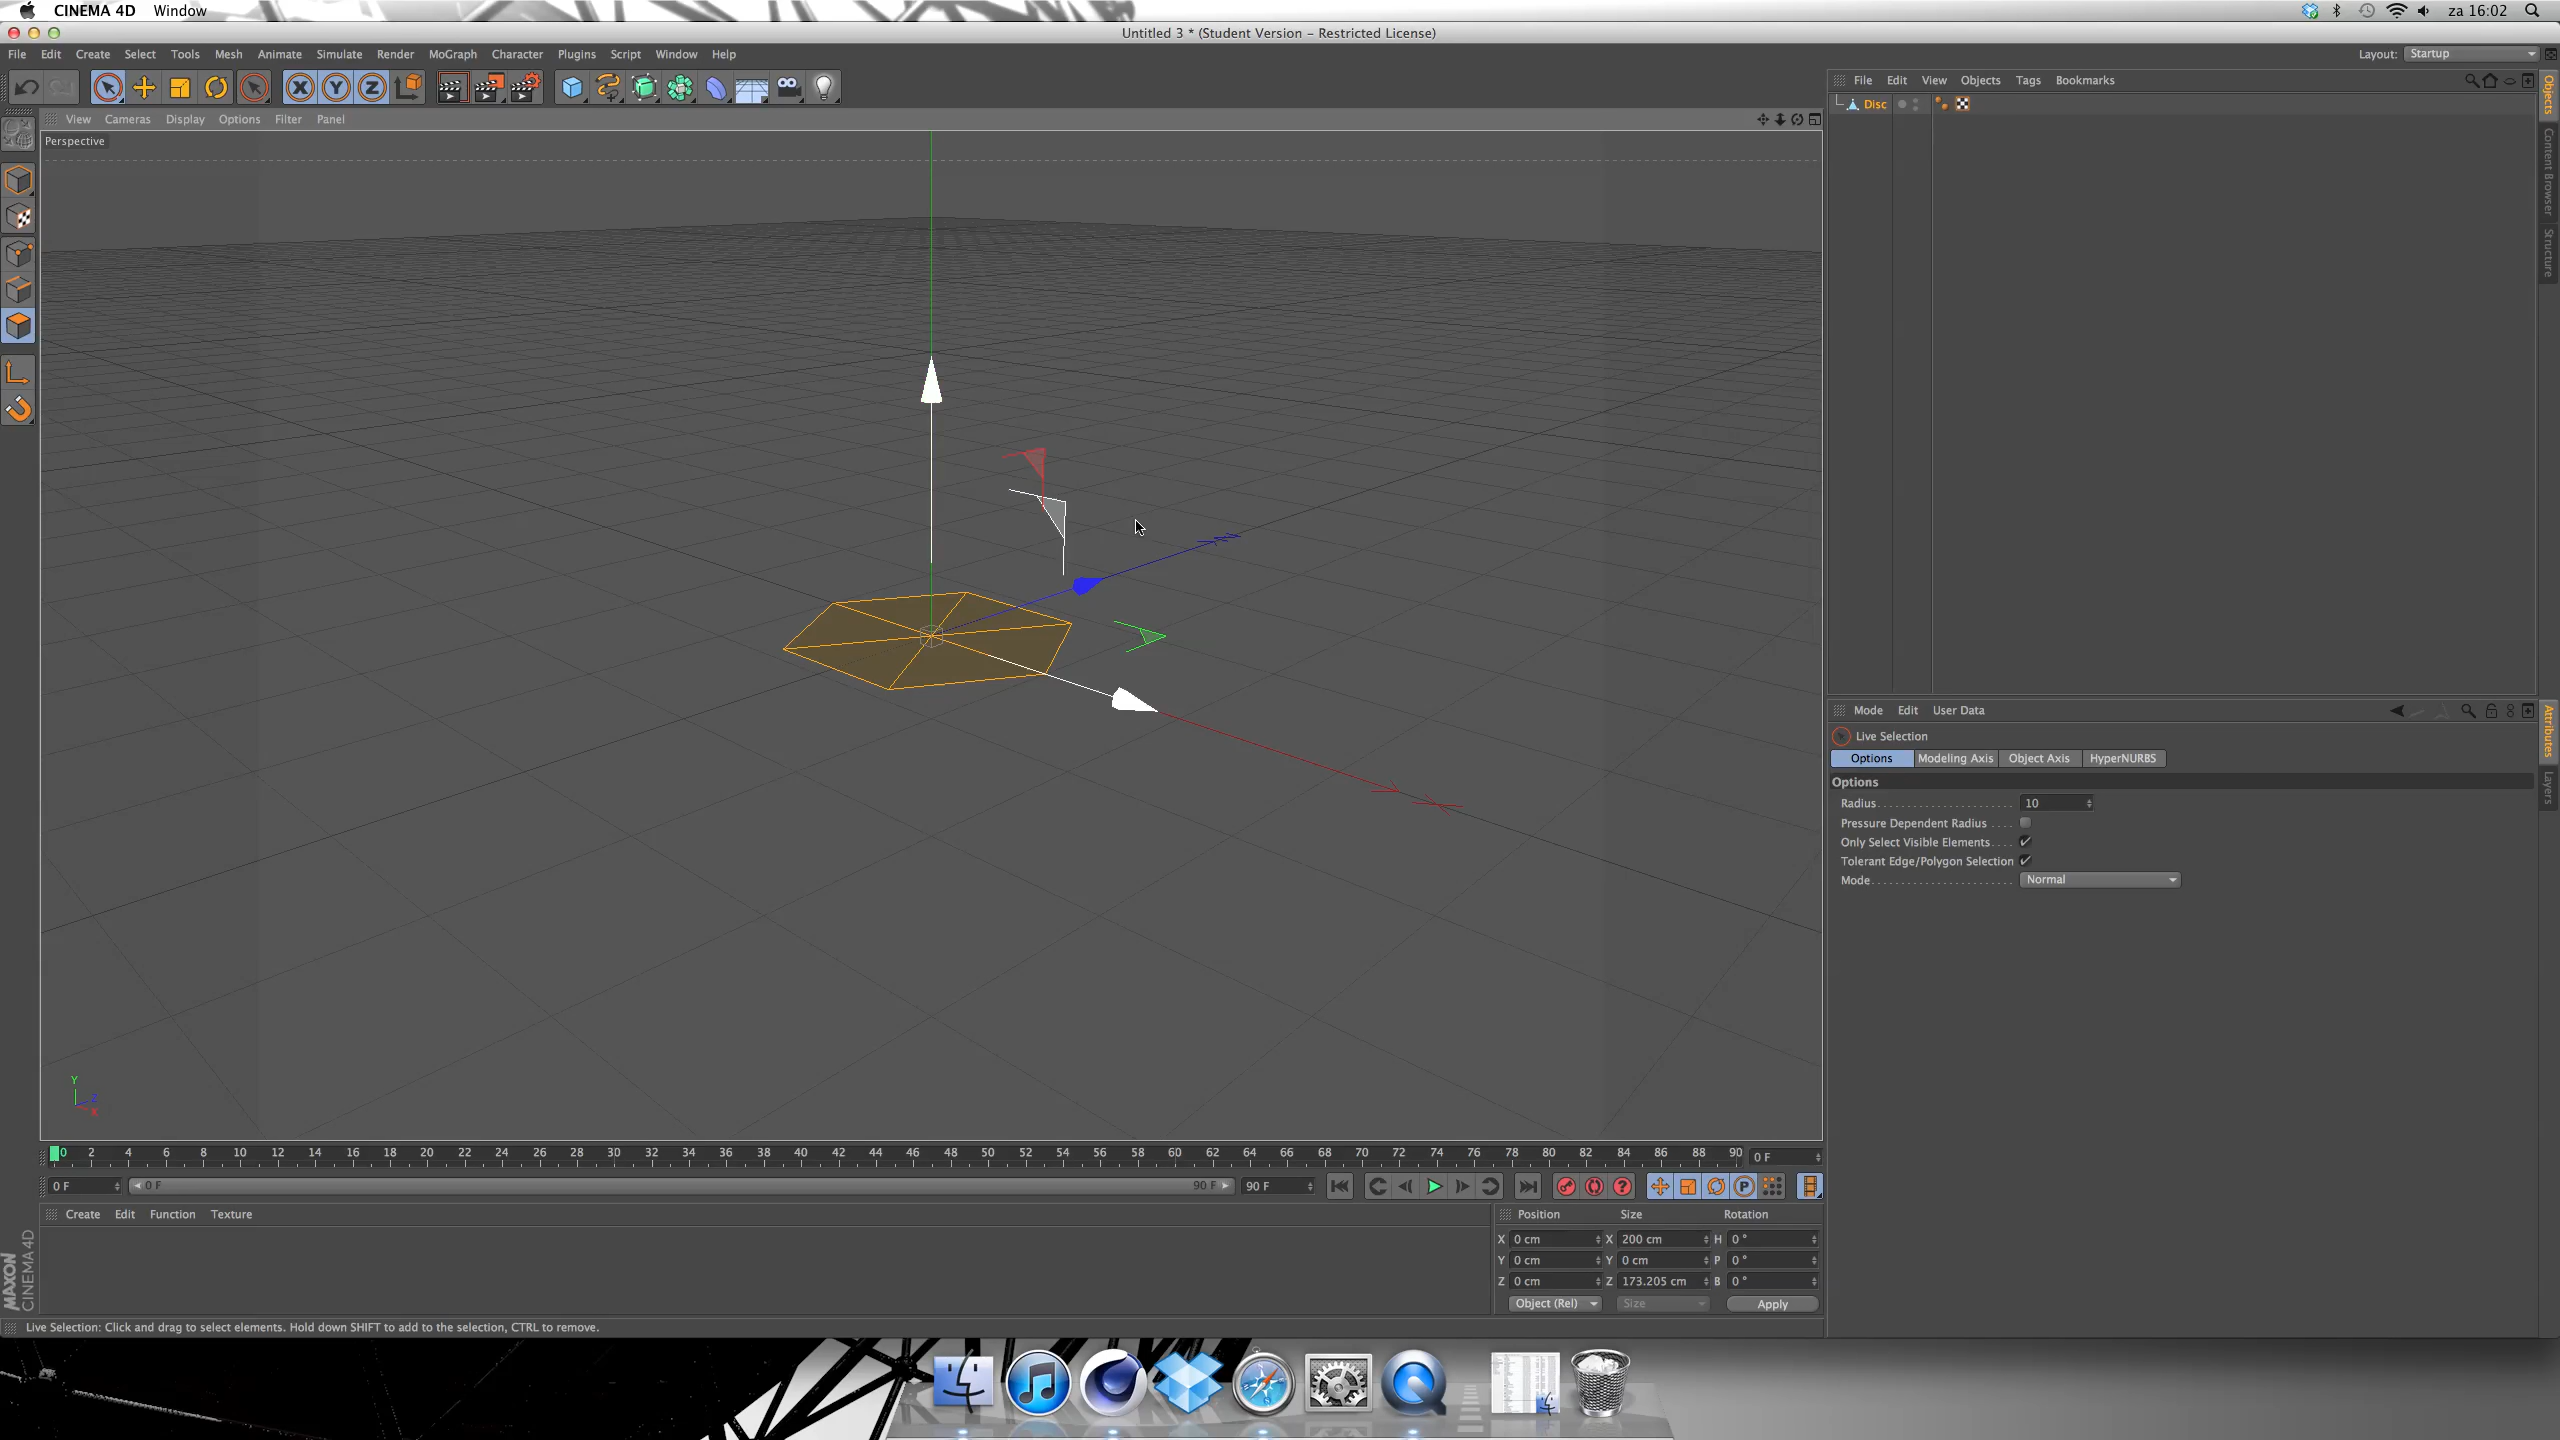 CINEMA 4D Window za 16:02
Untitled 3 * (Student Version – Restricted License)
File Edit Create Select Tools Mesh Animate Simulate Render MoGraph Character Plugins Script Window Help Layout: Startup
X Y Z
File Edit View Objects Tags Bookmarks
Disc
Objects
Content Browser
Structure
View Cameras Display Options Filter Panel
Perspective
Mode Edit User Data
Attributes
Layers
Live Selection
Options Modeling Axis Object Axis HyperNURBS
Options
Radius 10
Pressure Dependent Radius
Only Select Visible Elements
Tolerant Edge/Polygon Selection
Mode Normal
Y
Z
X
0 2 4 6 8 10 12 14 16 18 20 22 24 26 28 30 32 34 36 38 40 42 44 46 48 50 52 54 56 58 60 62 64 66 68 70 72 74 76 78 80 82 84 86 88 90 0 F
0 F 0 F 90 F 90 F ? P
Create Edit Function Texture
Position Size Rotation
X 0 cm X 200 cm H 0 °
Y 0 cm Y 0 cm P 0 °
Z 0 cm Z 173.205 cm B 0 °
Object (Rel) Size Apply
MAXON
CINEMA 4D
Live Selection: Click and drag to select elements. Hold down SHIFT to add to the selection, CTRL to remove.